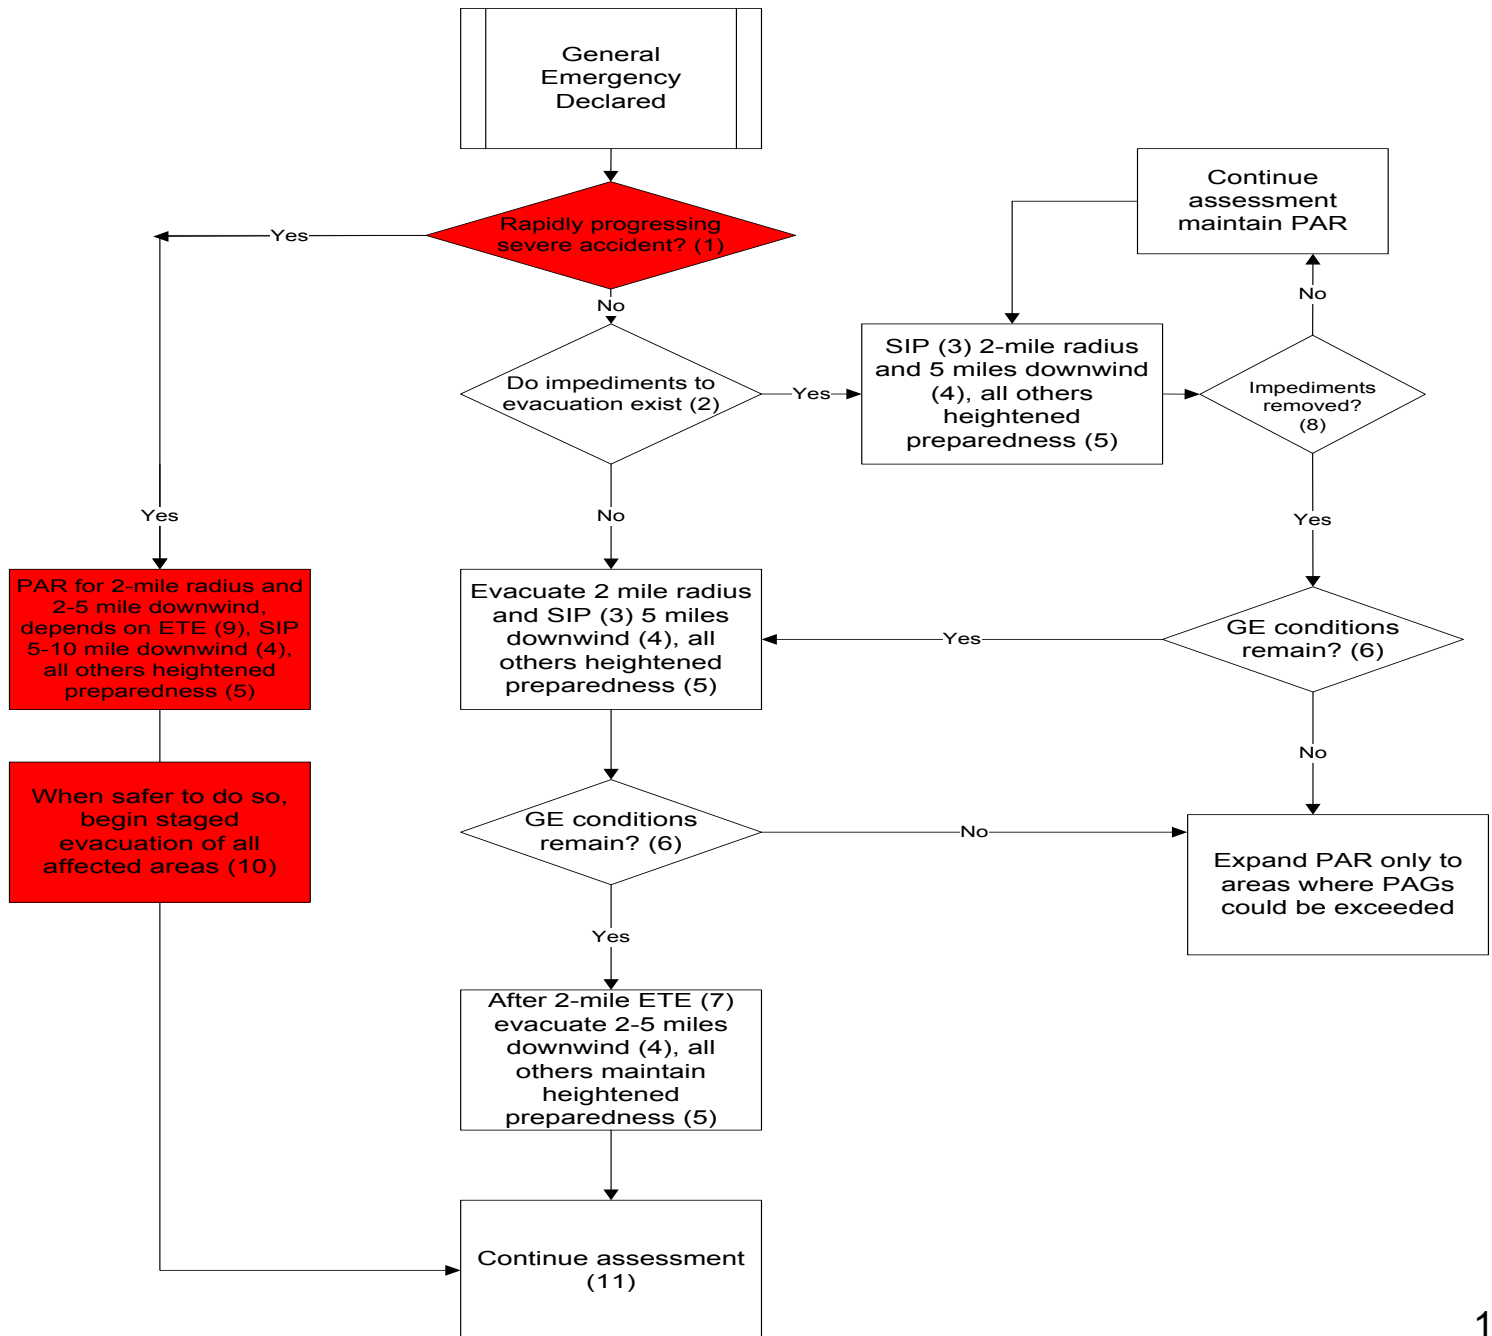 General
Emergency
Declared
Rapidly progressing
severe accident? (1)
Yes
No
Do impediments to
evacuation exist (2)
Yes
SIP (3) 2-mile radius
and 5 miles downwind
(4), all others
heightened
preparedness (5)
Impediments
removed?
(8)
No
Continue
assessment
maintain PAR
Yes
No
Yes
PAR for 2-mile radius and
2-5 mile downwind,
depends on ETE (9), SIP
5-10 mile downwind (4),
all others heightened
preparedness (5)
Evacuate 2 mile radius
and SIP (3) 5 miles
downwind (4), all
others heightened
preparedness (5)
Yes
GE conditions
remain? (6)
No
When safer to do so,
begin staged
evacuation of all
affected areas (10)
GE conditions
remain? (6)
No
Expand PAR only to
areas where PAGs
could be exceeded
Yes
After 2-mile ETE (7)
evacuate 2-5 miles
downwind (4), all
others maintain
heightened
preparedness (5)
Continue assessment
(11)
1